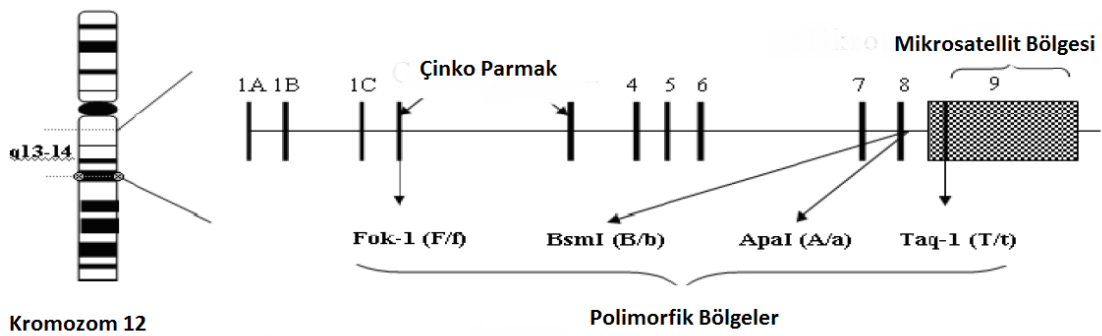 Mikrosatellit Bölgesi
Çinko Parmak
1A 1B 1C 4 5 6 7 8 9
q13-14
Fok-1 (F/f) BsmI (B/b) ApaI (A/a) Taq-1 (T/t)
Polimorfik Bölgeler
Kromozom 12